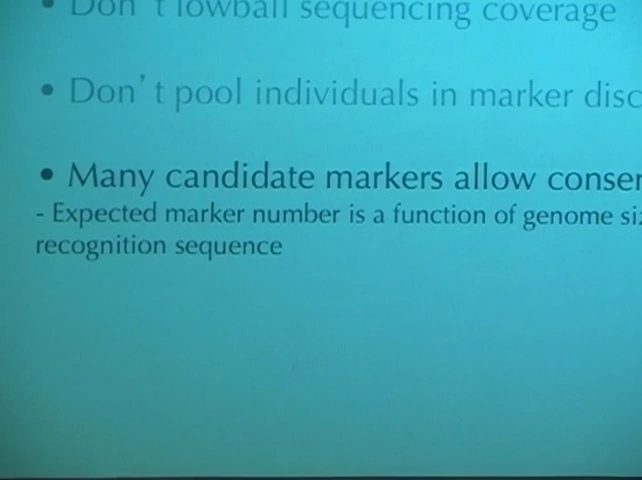 • Don't lowball sequencing coverage
• Don't pool individuals in marker disc
• Many candidate markers allow conser
- Expected marker number is a function of genome siz
recognition sequence